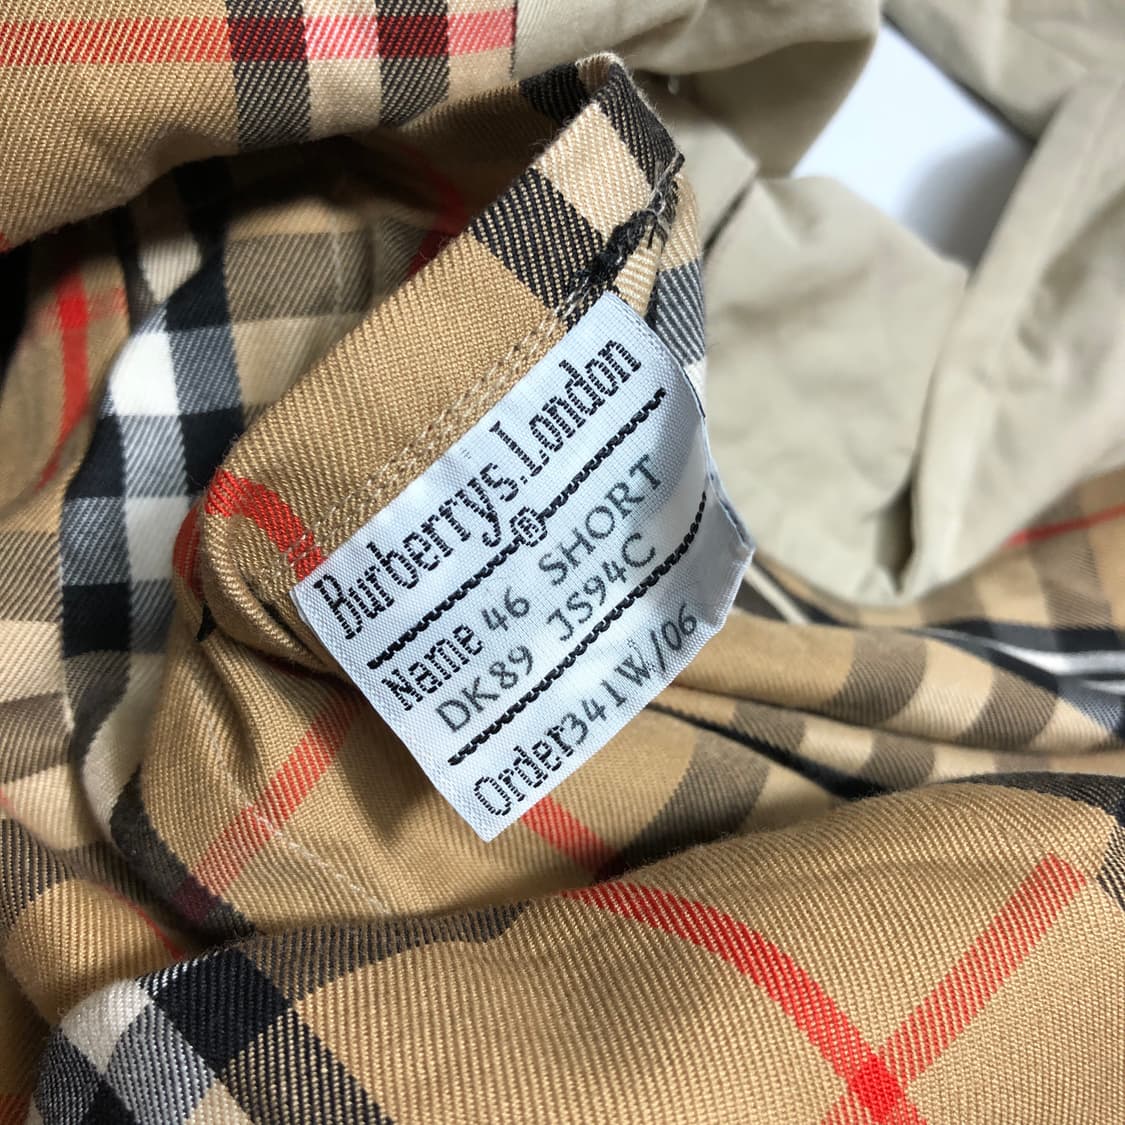 Burberrys.London
®
Name 46 SHORT
DK89 JS94C
Order341W/06